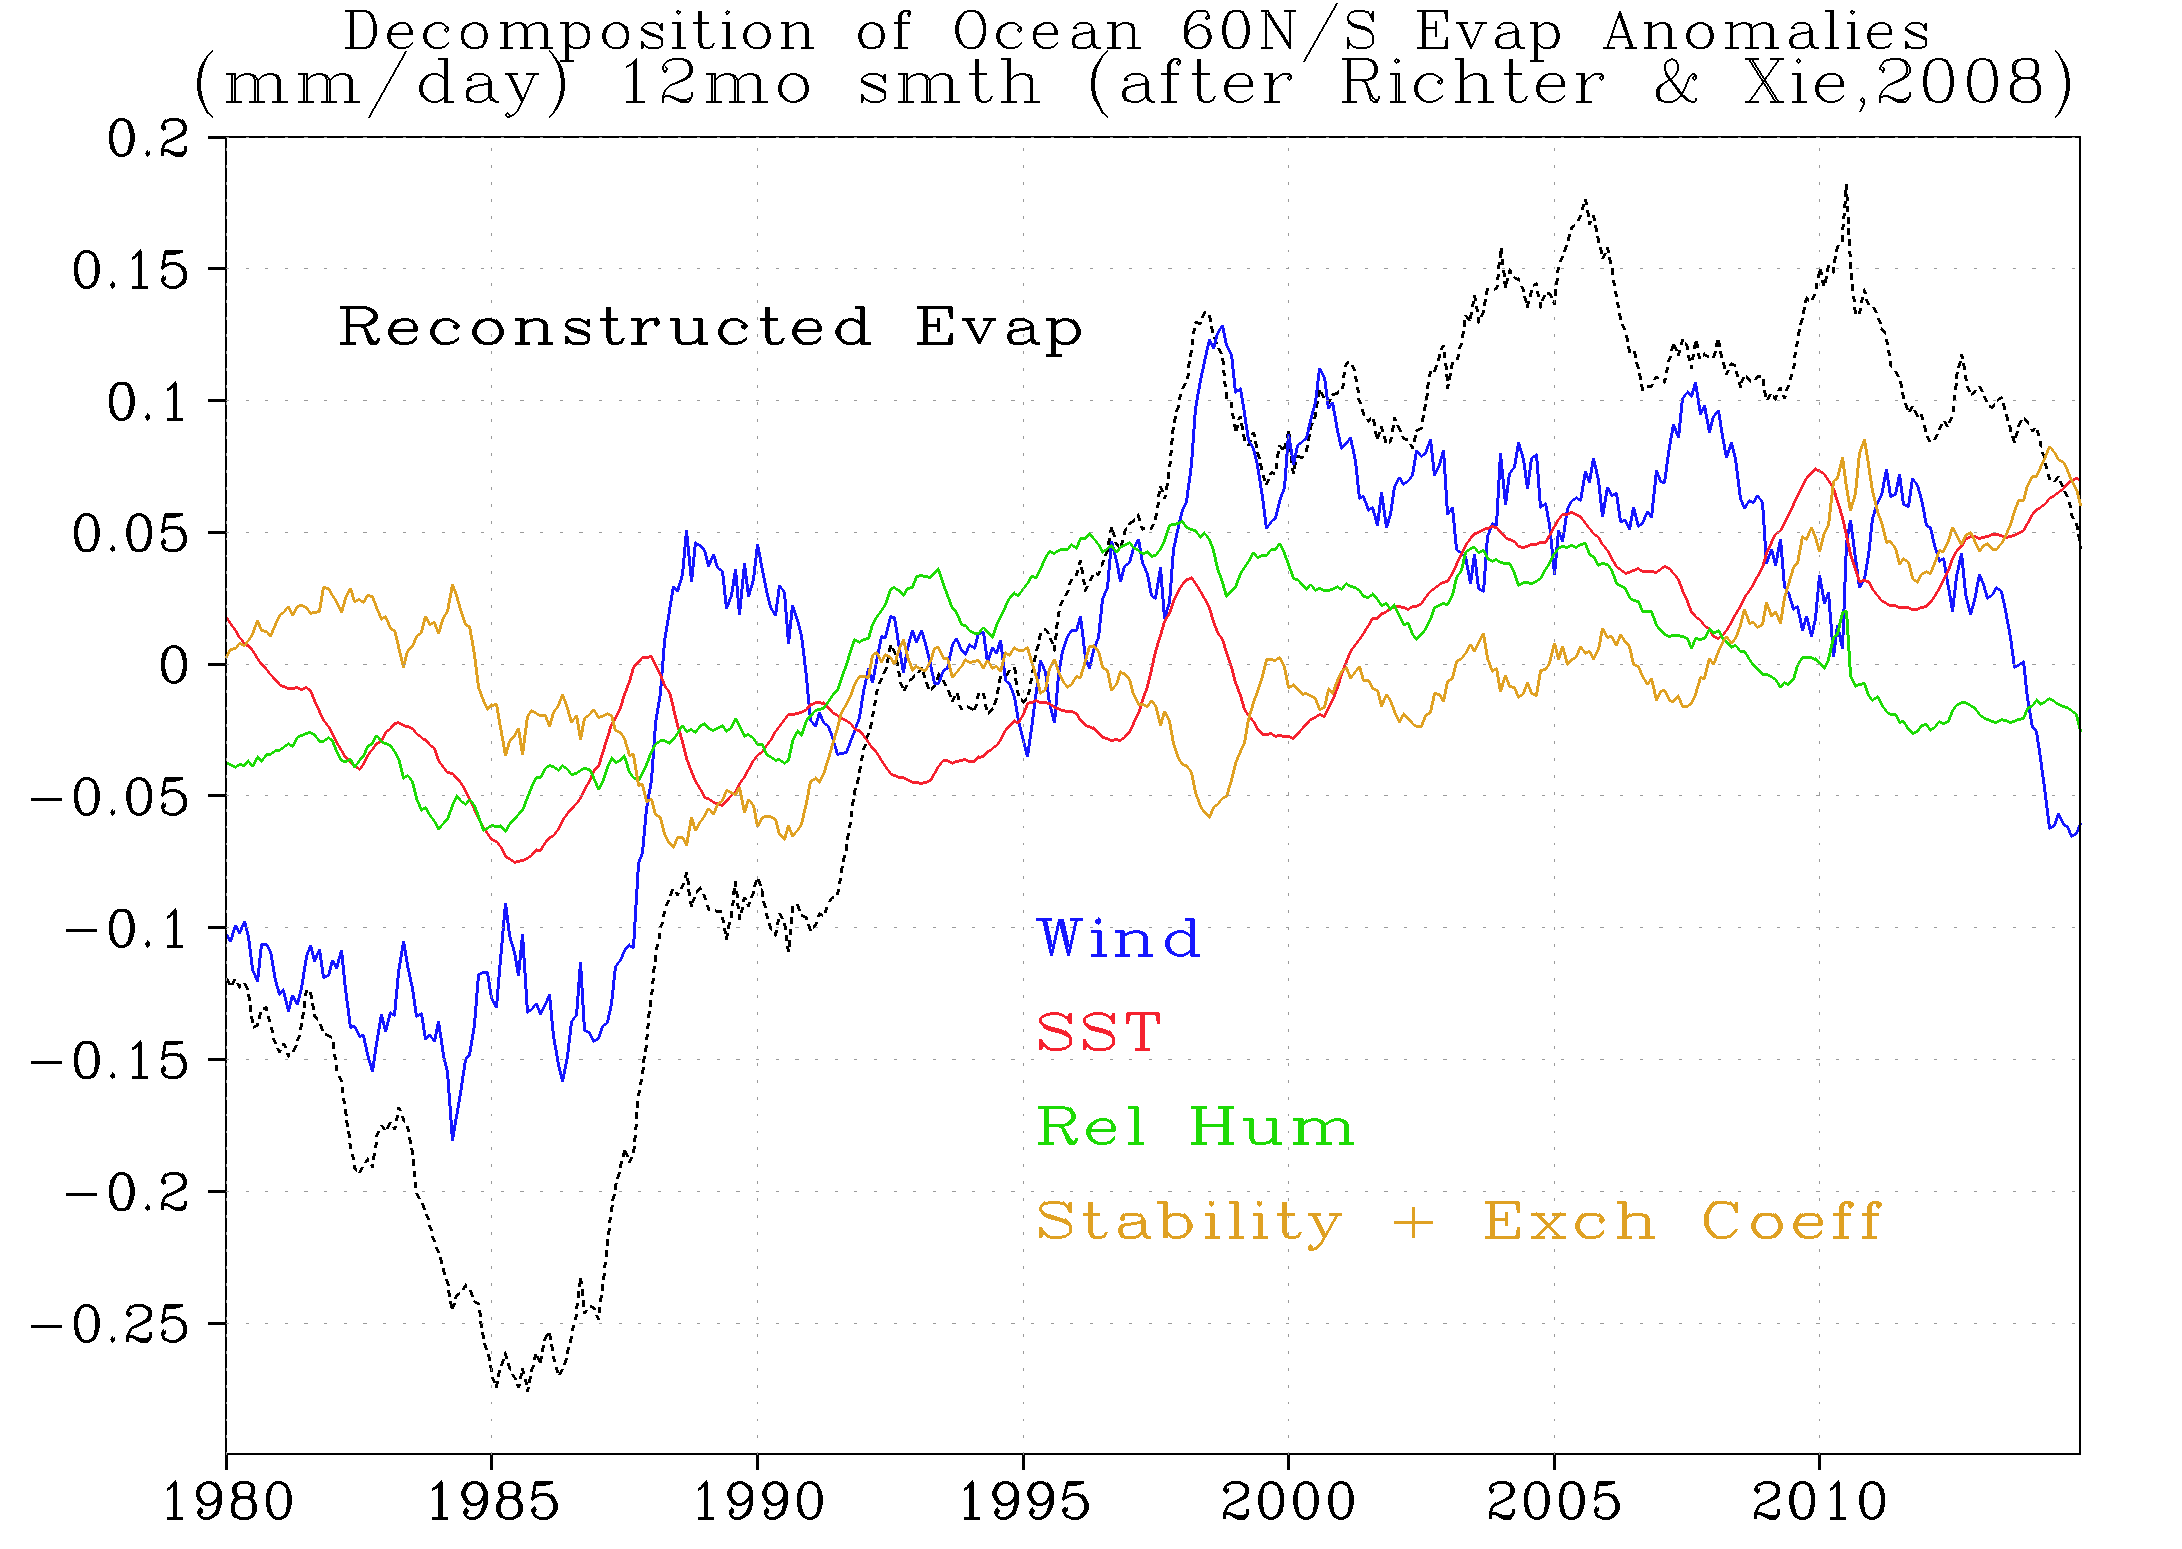 Decomposition of Ocean 60N/S Evap Anomalies
(mm/day) 12mo smth (after Richter & Xie,2008)
0.2
0.15
0.1
0.05
0
−0.05
−0.1
−0.15
−0.2
−0.25
Reconstructed Evap
Wind
SST
Rel Hum
Stability + Exch Coeff
1980 1985 1990 1995 2000 2005 2010